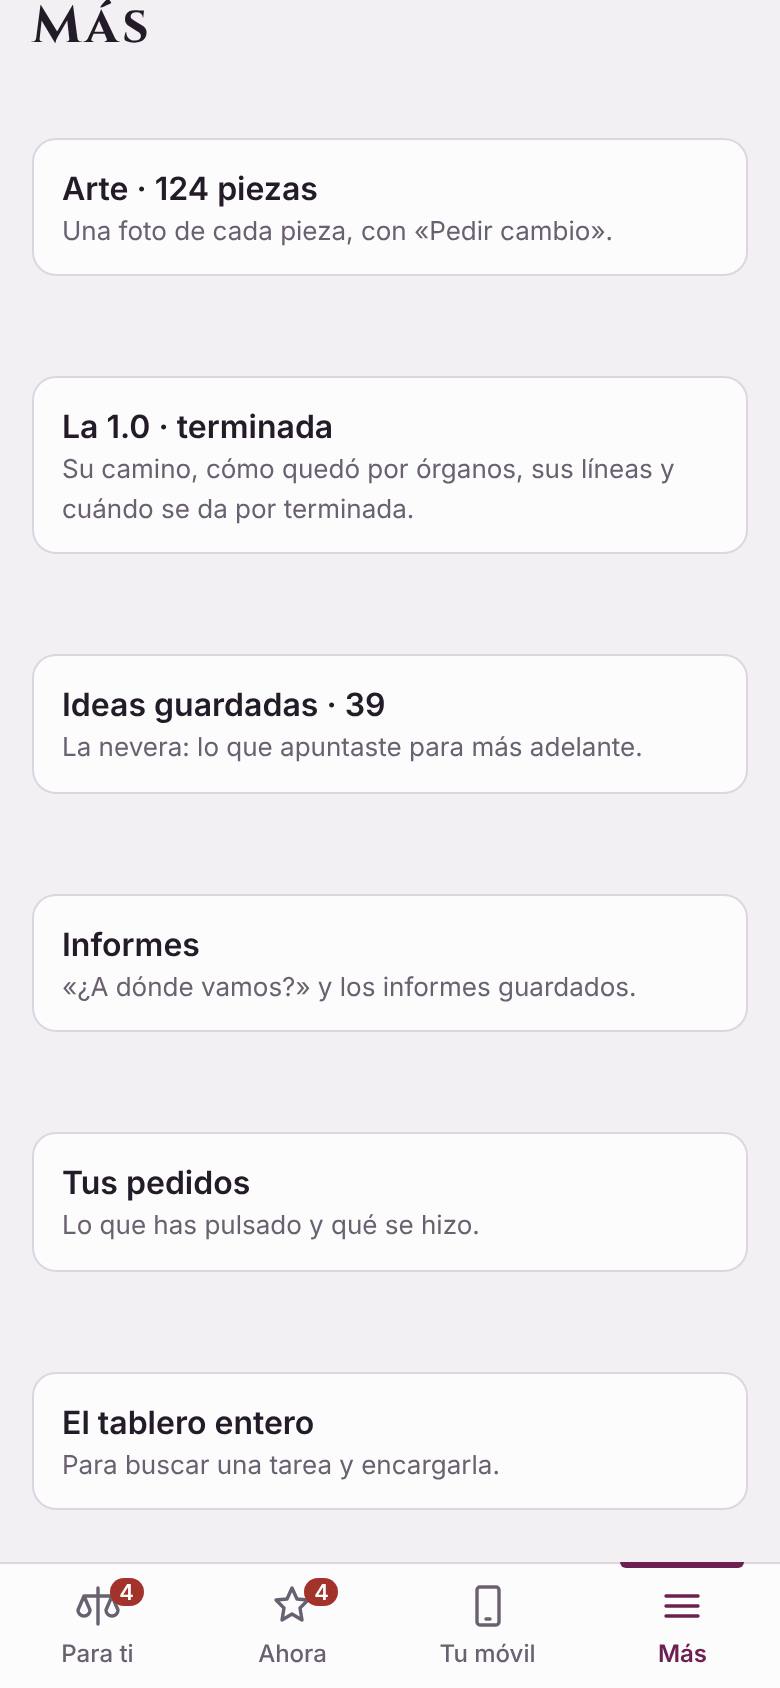 MÁS
Arte · 124 piezas
Una foto de cada pieza, con «Pedir cambio».
La 1.0 · terminada
Su camino, cómo quedó por órganos, sus líneas y
cuándo se da por terminada.
Ideas guardadas · 39
La nevera: lo que apuntaste para más adelante.
Informes
«¿A dónde vamos?» y los informes guardados.
Tus pedidos
Lo que has pulsado y qué se hizo.
El tablero entero
Para buscar una tarea y encargarla.
4 4
Para ti Ahora Tu móvil Más